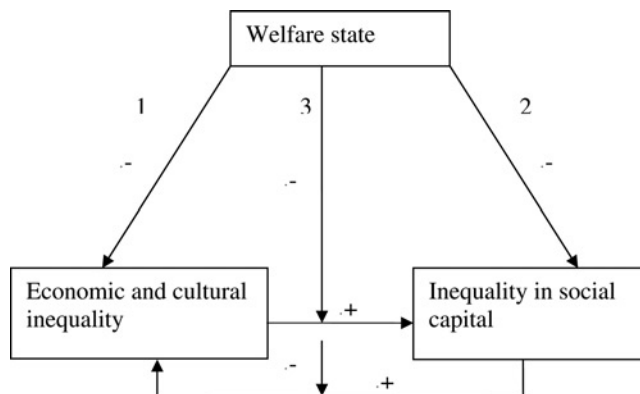 Welfare state
1 3 2
.- .- .-
Economic and cultural
inequality
.+
Inequality in social
capital
.- .+